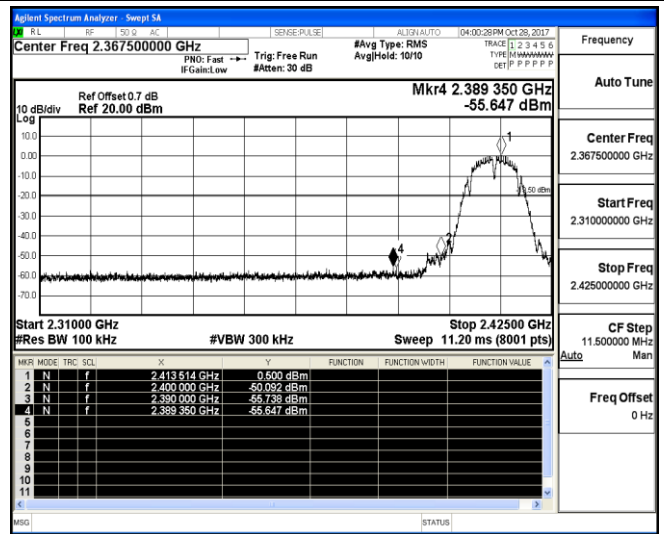 Agilent Spectrum Analyzer - Swept SA
RL RF 50 Ω AC SENSE:PULSE ALIGN AUTO 04:00:28 PM Oct 28, 2017
Center Freq 2.367500000 GHz
PNO: Fast
IFGain:Low
Trig: Free Run
#Atten: 30 dB
#Avg Type: RMS
Avg|Hold: 10/10
TRACE 1 2 3 4 5 6
TYPE M W W W W W
DET P P P P P P
Ref Offset 0.7 dB
10 dB/div Ref 20.00 dBm
Log
Mkr4 2.389 350 GHz
-55.647 dBm
10.0
0.00
-10.0
-20.0
-30.0
-40.0
-50.0
-60.0
-70.0
1
2
4
Start 2.31000 GHz
#Res BW 100 kHz
#VBW 300 kHz
Stop 2.42500 GHz
Sweep 11.20 ms (8001 pts)
MKR MODE TRC SCL X Y FUNCTION FUNCTION WIDTH FUNCTION VALUE
1 N f 2.413 514 GHz 0.500 dBm
2 N f 2.400 000 GHz -50.092 dBm
3 N f 2.390 000 GHz -55.738 dBm
4 N f 2.389 350 GHz -55.647 dBm
5
6
7
8
9
10
11
MSG
STATUS
Frequency
Auto Tune
Center Freq
2.367500000 GHz
Start Freq
2.310000000 GHz
Stop Freq
2.425000000 GHz
CF Step
11.500000 MHz
Auto Man
Freq Offset
0 Hz